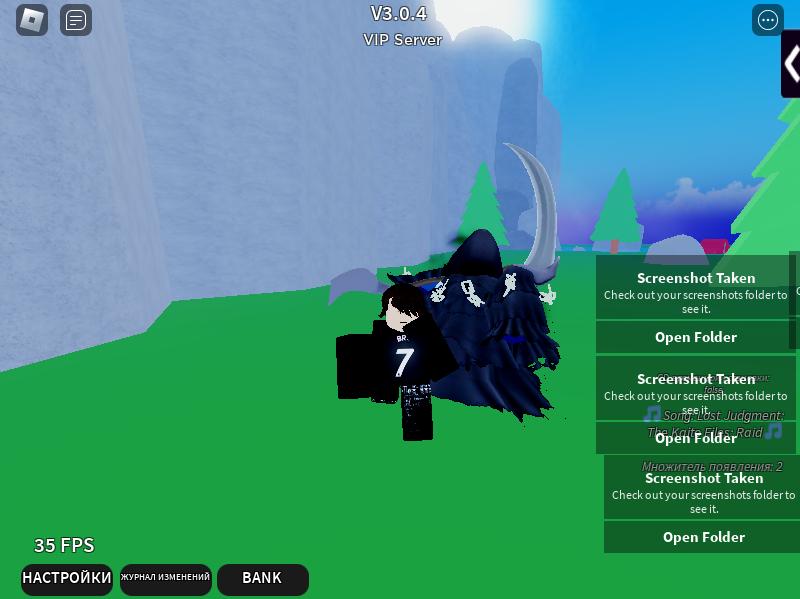 V3.0.4
VIP Server
Screenshot Taken
Check out your screenshots folder to
see it.
Open Folder
false
Screenshot Taken
Check out your screenshots folder to
see it.
Song: Lost Judgment:
The Kaito Files: Raid
Open Folder
Множитель появления: 2
Screenshot Taken
Check out your screenshots folder to
see it.
Open Folder
BR.
7
35 FPS
НАСТРОЙКИ
ЖУРНАЛ ИЗМЕНЕНИЙ
BANK